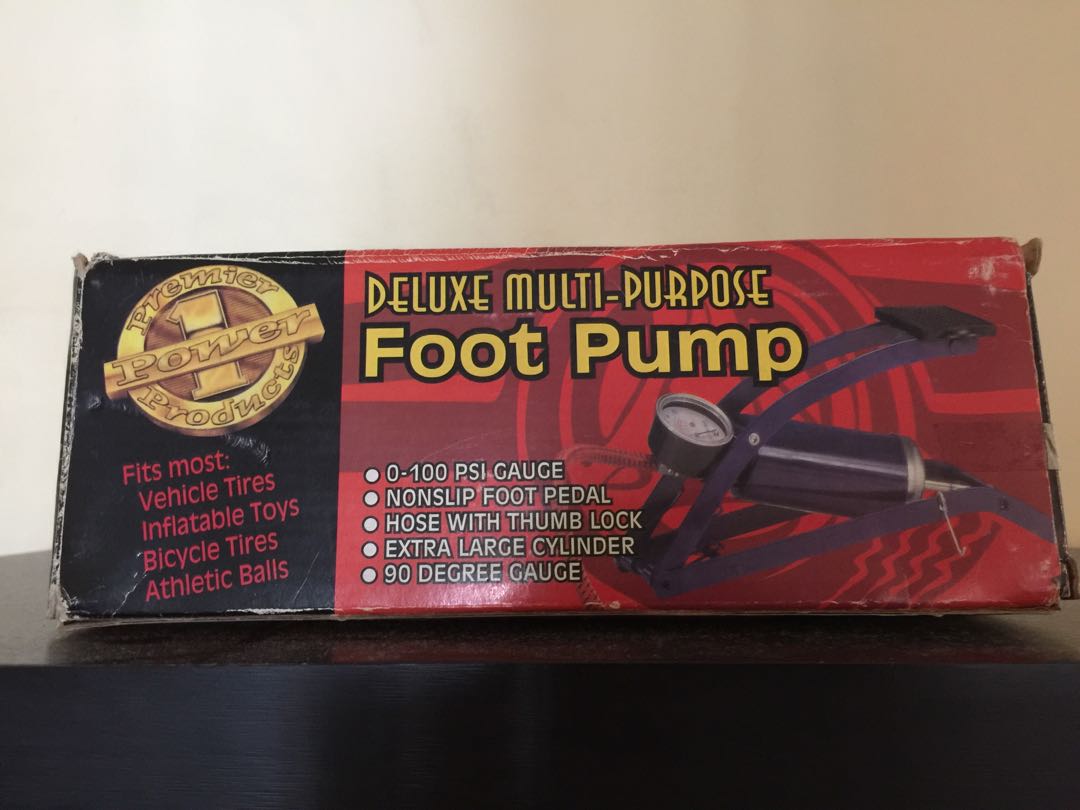 Premier
1
Power
Products
Fits most:
Vehicle Tires
Inflatable Toys
Bicycle Tires
Athletic Balls
DELUXE MULTI-PURPOSE
Foot Pump
0-100 PSI GAUGE
NONSLIP FOOT PEDAL
HOSE WITH THUMB LOCK
EXTRA LARGE CYLINDER
90 DEGREE GAUGE